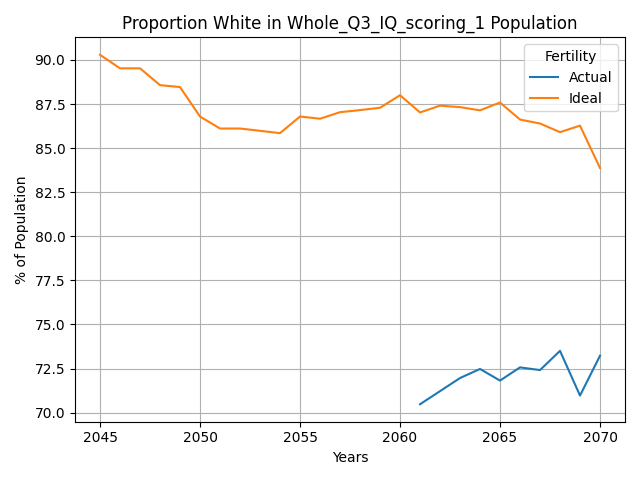 Proportion White in Whole_Q3_IQ_scoring_1 Population
Fertility
Actual
Ideal
90.0
87.5
85.0
82.5
80.0
77.5
75.0
72.5
70.0
% of Population
2045 2050 2055 2060 2065 2070
Years